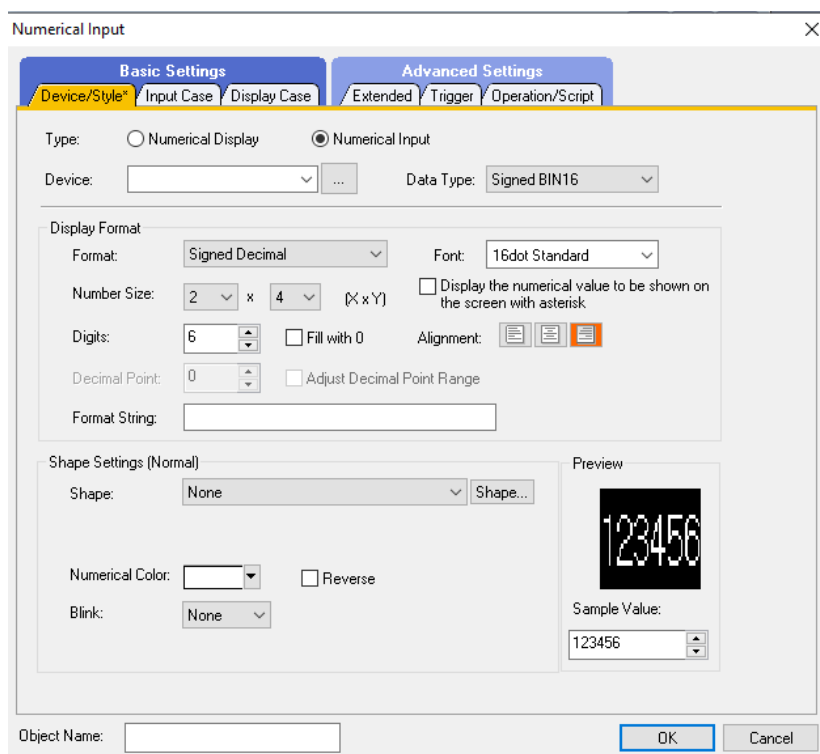 Numerical Input
Basic Settings
Advanced Settings
Device/Style* Input Case Display Case Extended Trigger Operation/Script
Type: Numerical Display Numerical Input
Device: ... Data Type: Signed BIN16
Display Format
Format: Signed Decimal Font: 16dot Standard
Number Size: 2 x 4 (X x Y) Display the numerical value to be shown on
the screen with asterisk
Digits: 6 Fill with 0 Alignment:
Decimal Point: 0 Adjust Decimal Point Range
Format String:
Shape Settings (Normal)
Preview
Shape: None Shape...
123456
Numerical Color: Reverse
Blink: None
Sample Value:
123456
Object Name: OK Cancel